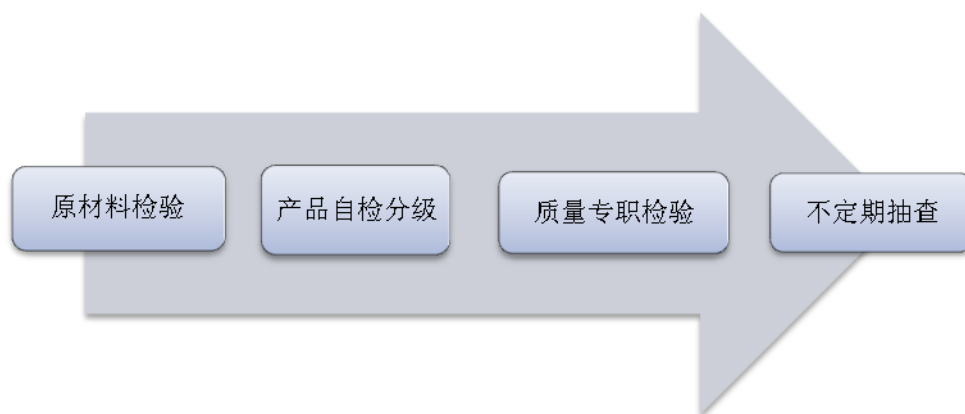 原材料检验
产品自检分级
质量专职检验
不定期抽查